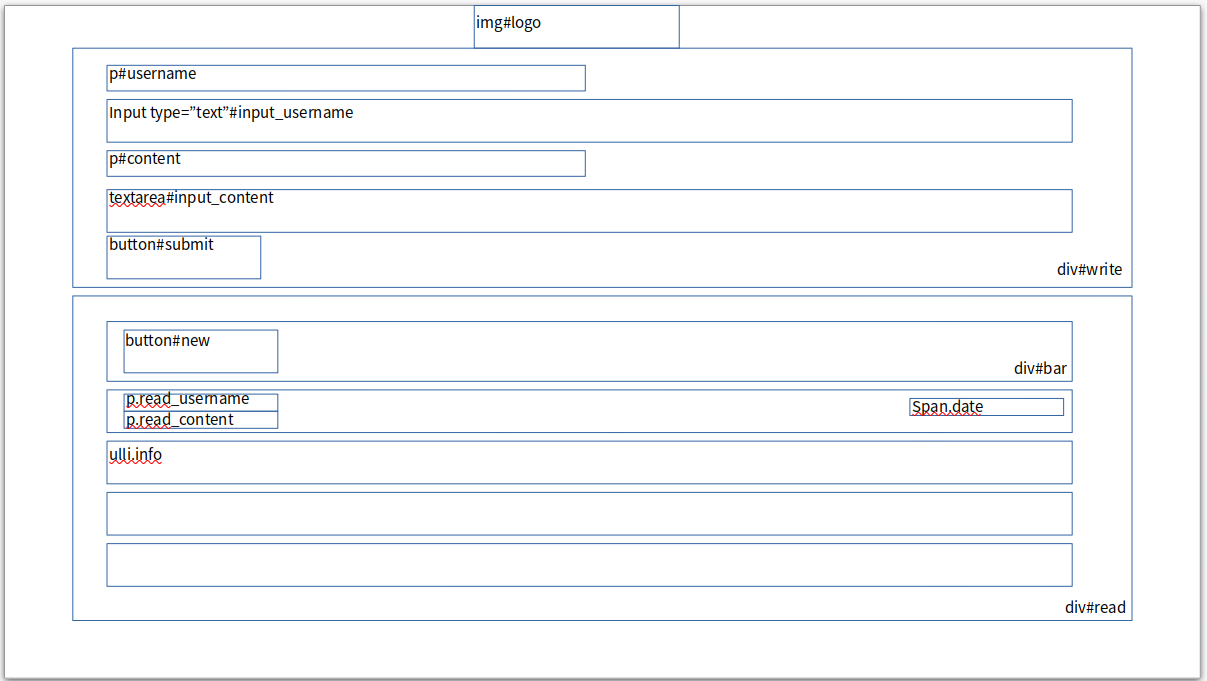 img#logo
p#username
Input type=”text”#input_username
p#content
textarea#input_content
button#submit
div#write
button#new
div#bar
p.read_username
Span.date
p.read_content
ulli.info
div#read